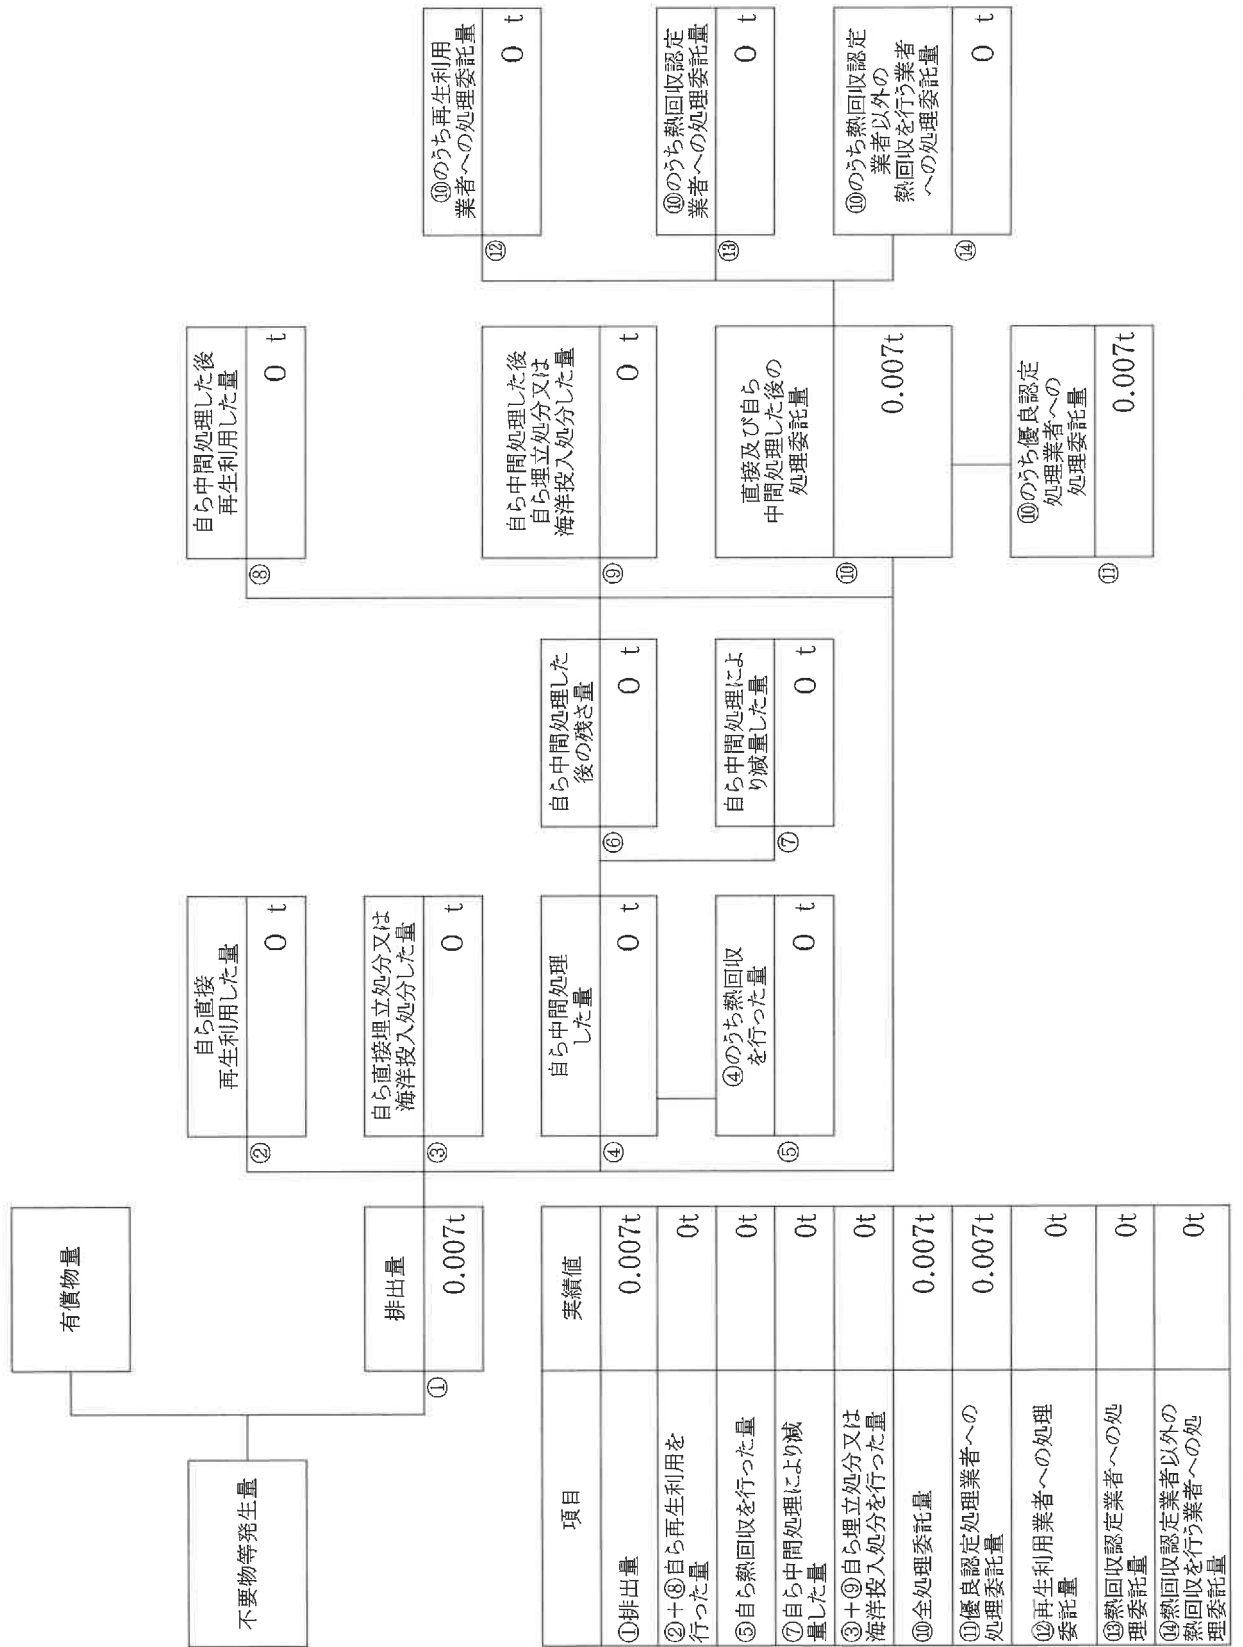 不要物等発生量
有償物量
排出量
①
0.007t
自ら直接
再生利用した量
②
0 t
自ら直接埋立処分又は
海洋投入処分した量
③
0 t
自ら中間処理
した量
④
0 t
④のうち熱回収
を行った量
⑤
0 t
自ら中間処理した
後の残さ量
⑥
0 t
自ら中間処理によ
り減量した量
⑦
0 t
自ら中間処理した後
再生利用した量
⑧
0 t
自ら中間処理した後
自ら埋立処分又は
海洋投入処分した量
⑨
0 t
直接及び自ら
中間処理した後の
処理委託量
⑩
0.007t
⑩のうち優良認定
処理業者への
処理委託量
⑪
0.007t
⑩のうち再生利用
業者への処理委託量
⑫
0 t
⑩のうち熱回収認定
業者への処理委託量
⑬
0 t
⑩のうち熱回収認定
業者以外の
熱回収を行う業者
への処理委託量
⑭
0 t
項目 実績値
①排出量 0.007t
②+⑧自ら再生利用を
行った量
0t
⑤自ら熱回収を行った量 0t
⑦自ら中間処理により減
量した量
0t
③+⑨自ら埋立処分又は
海洋投入処分を行った量
0t
⑩全処理委託量 0.007t
⑪優良認定処理業者への
処理委託量
0.007t
⑫再生利用業者への処理
委託量
0t
⑬熱回収認定業者への処
理委託量
0t
⑭熱回収認定業者以外の
熱回収を行う業者への処
理委託量
0t